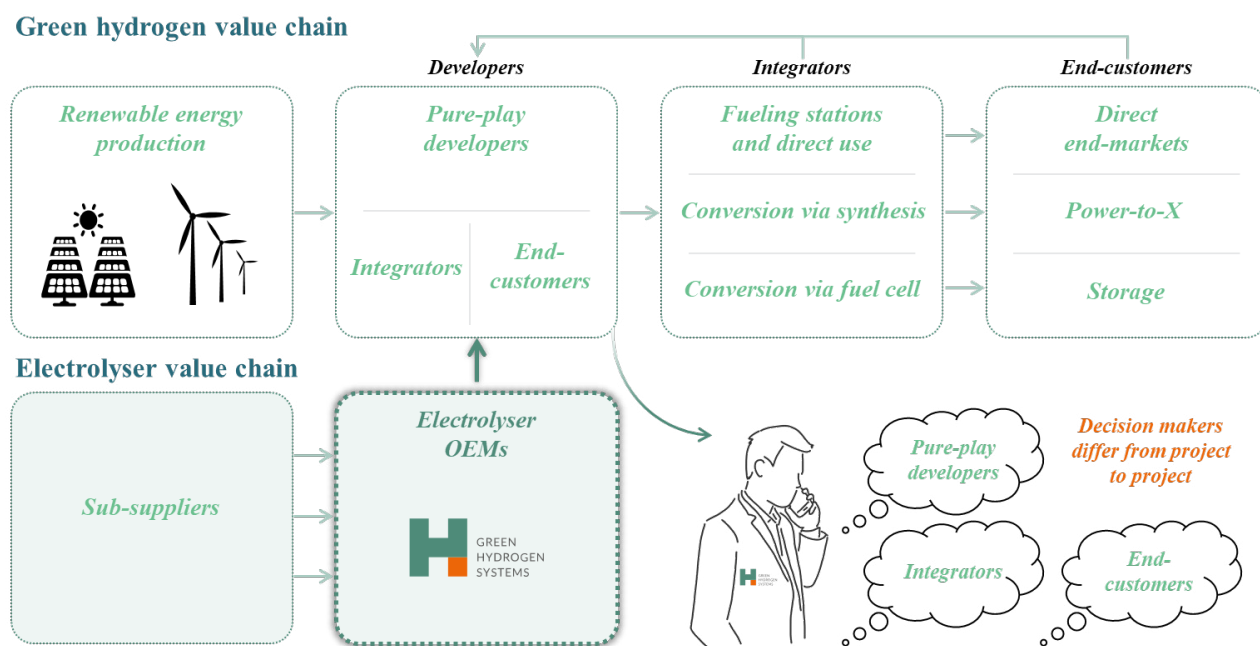 Green hydrogen value chain
Developers
Integrators
End-customers
Renewable energy
production
Pure-play
developers
Integrators
End-
customers
Fueling stations
and direct use
Conversion via synthesis
Conversion via fuel cell
Direct
end-markets
Power-to-X
Storage
Electrolyser value chain
Sub-suppliers
Electrolyser
OEMs
GREEN
HYDROGEN
SYSTEMS
GREEN
HYDROGEN
SYSTEMS
Pure-play
developers
Decision makers
differ from project
to project
Integrators
End-
customers